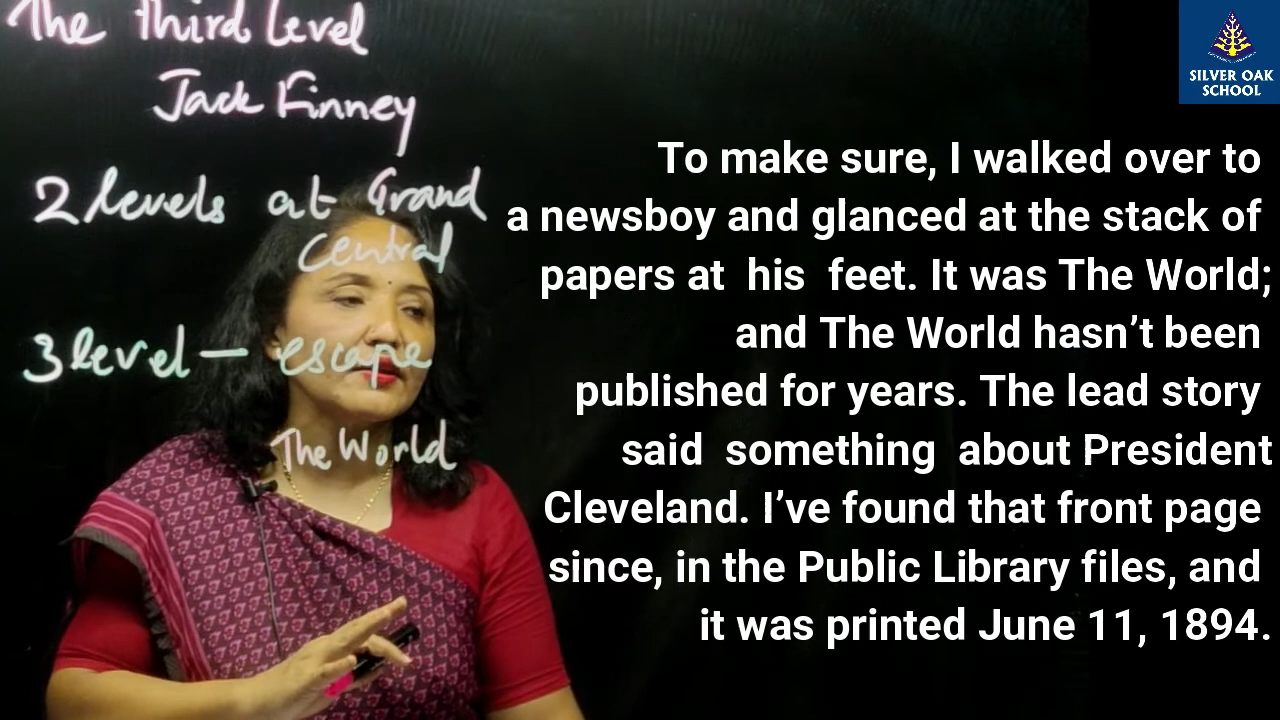 The Third Level
Jack Finney
2 levels at Grand
Central
3 level — escape
The World
SILVER OAK
SCHOOL
To make sure, I walked over to
a newsboy and glanced at the stack of
papers at his feet. It was The World;
and The World hasn’t been
published for years. The lead story
said something about President
Cleveland. I’ve found that front page
since, in the Public Library files, and
it was printed June 11, 1894.